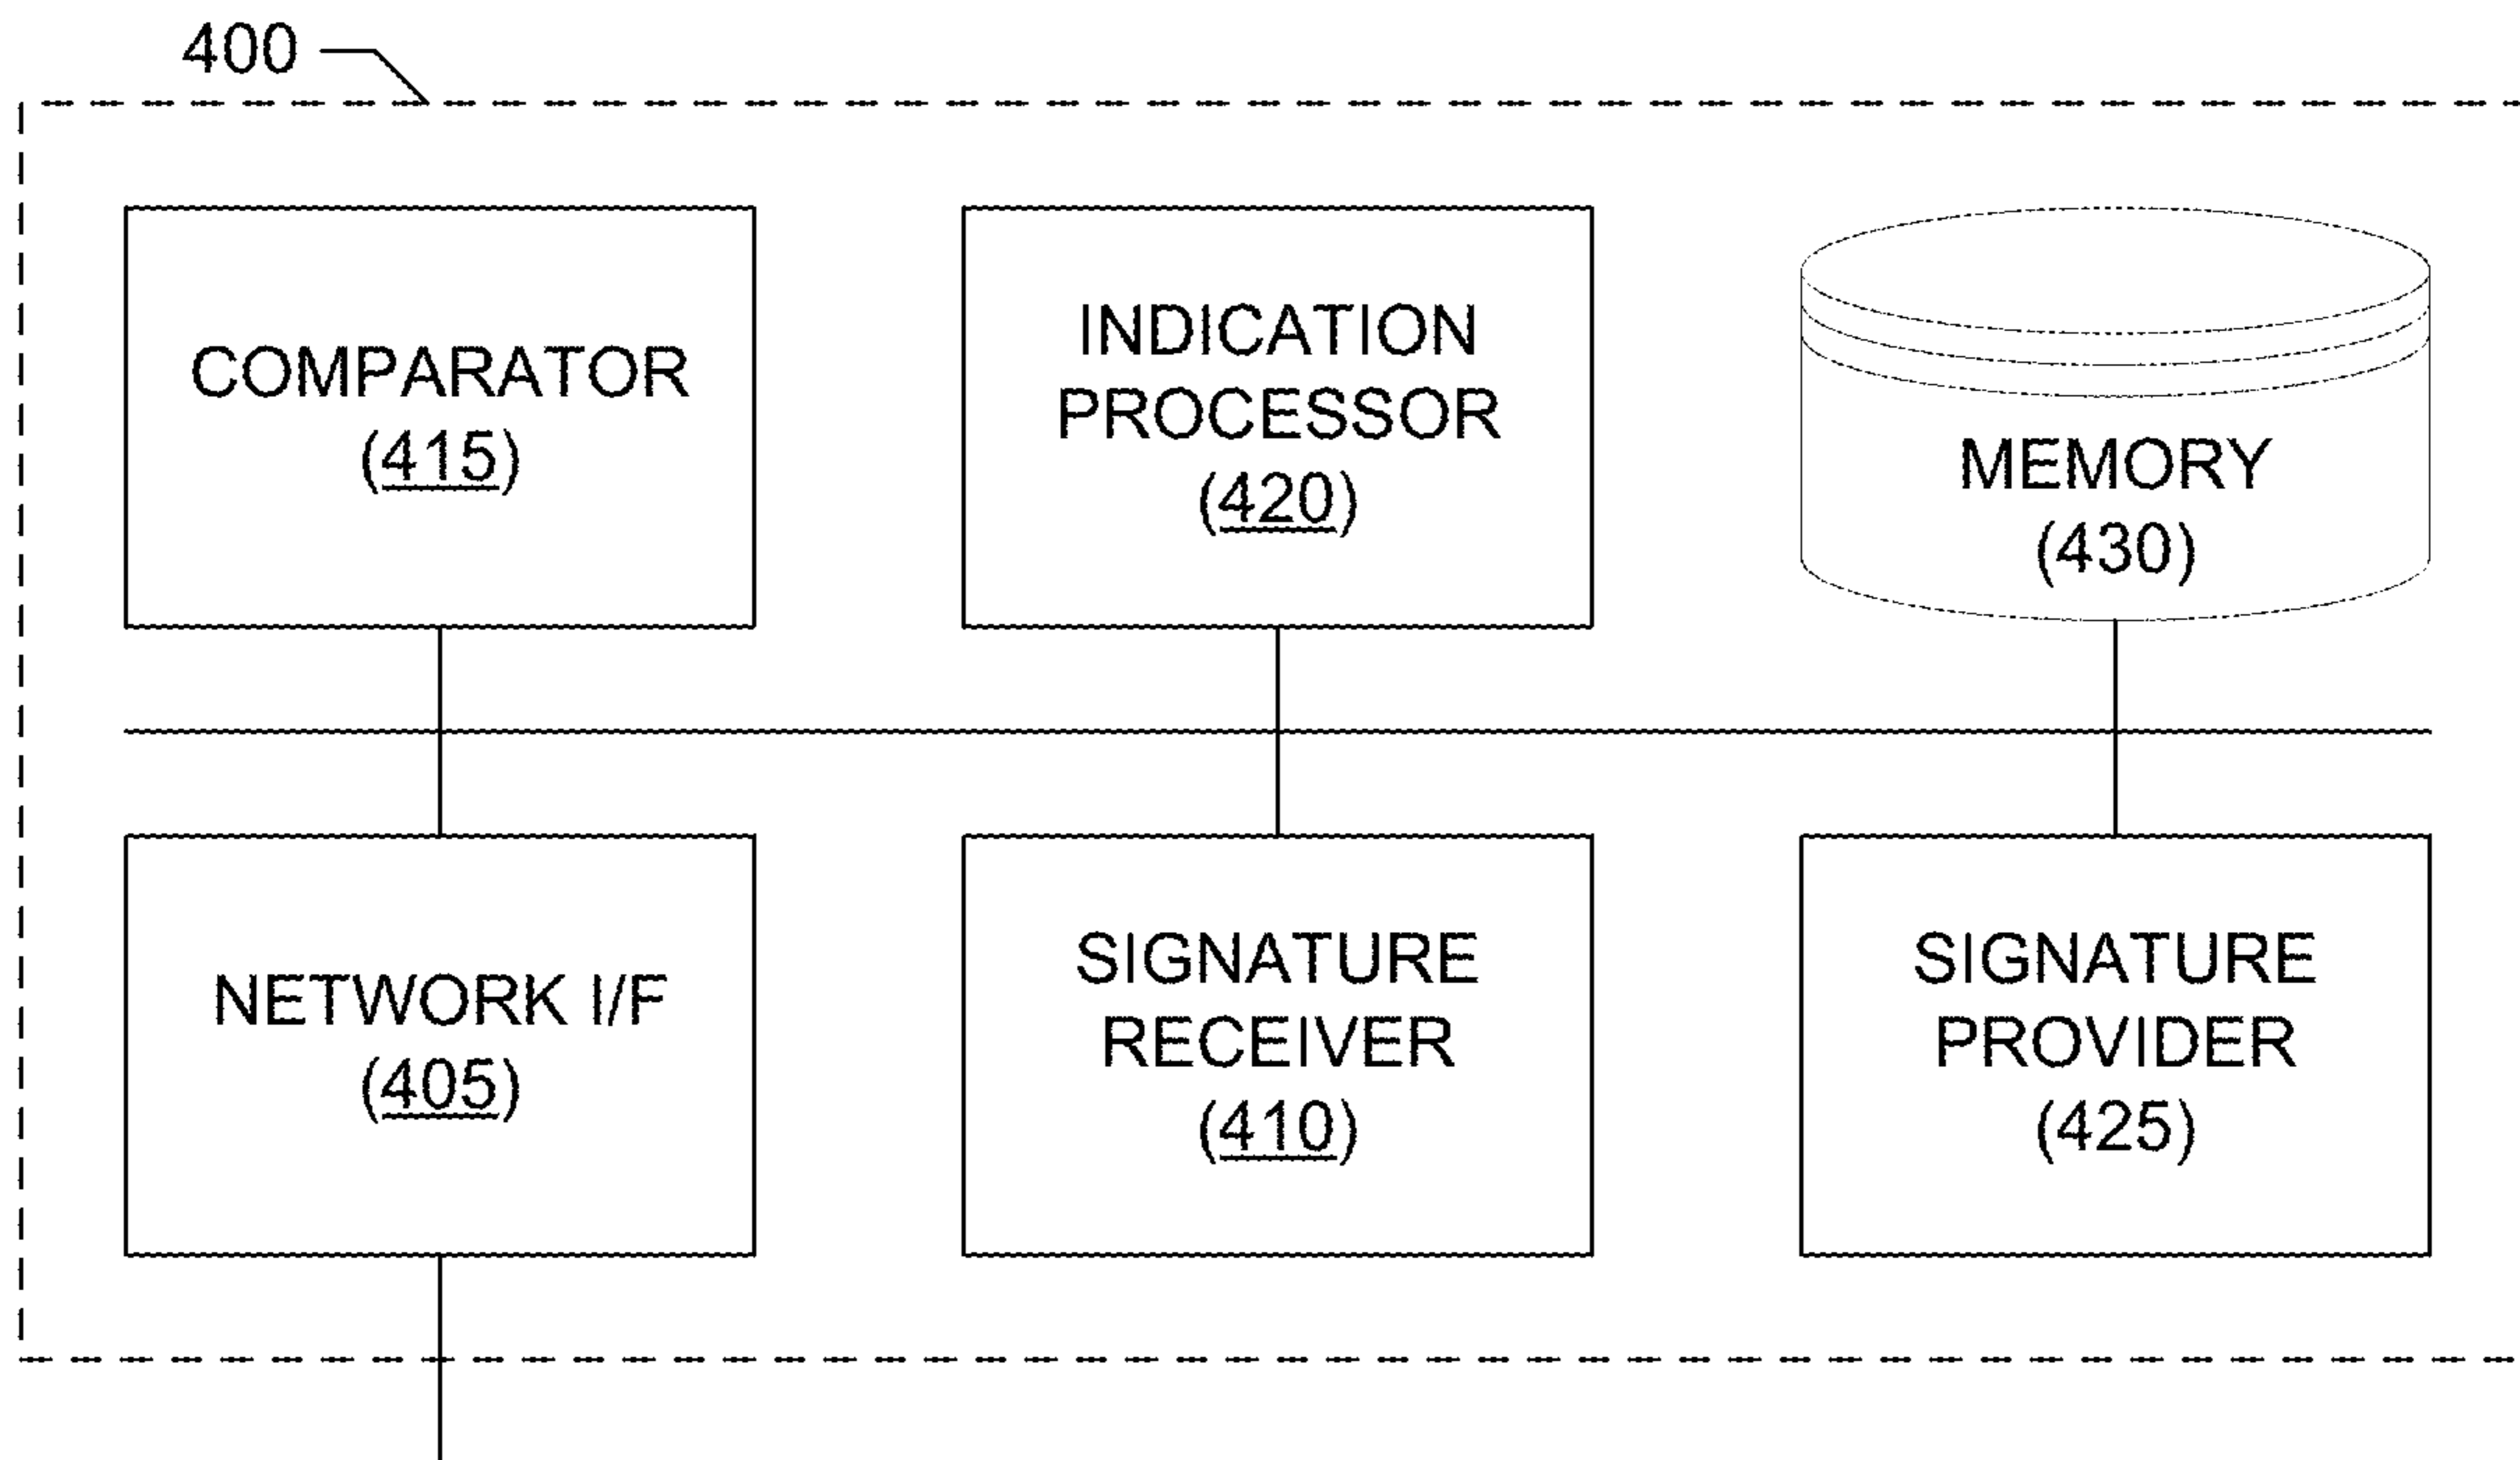 400
COMPARATOR
(415)
INDICATION
PROCESSOR
(420)
MEMORY
(430)
NETWORK I/F
(405)
SIGNATURE
RECEIVER
(410)
SIGNATURE
PROVIDER
(425)